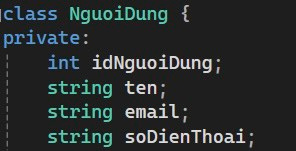 class NguoiDung {
private:
    int idNguoiDung;
    string ten;
    string email;
    string soDienThoai;